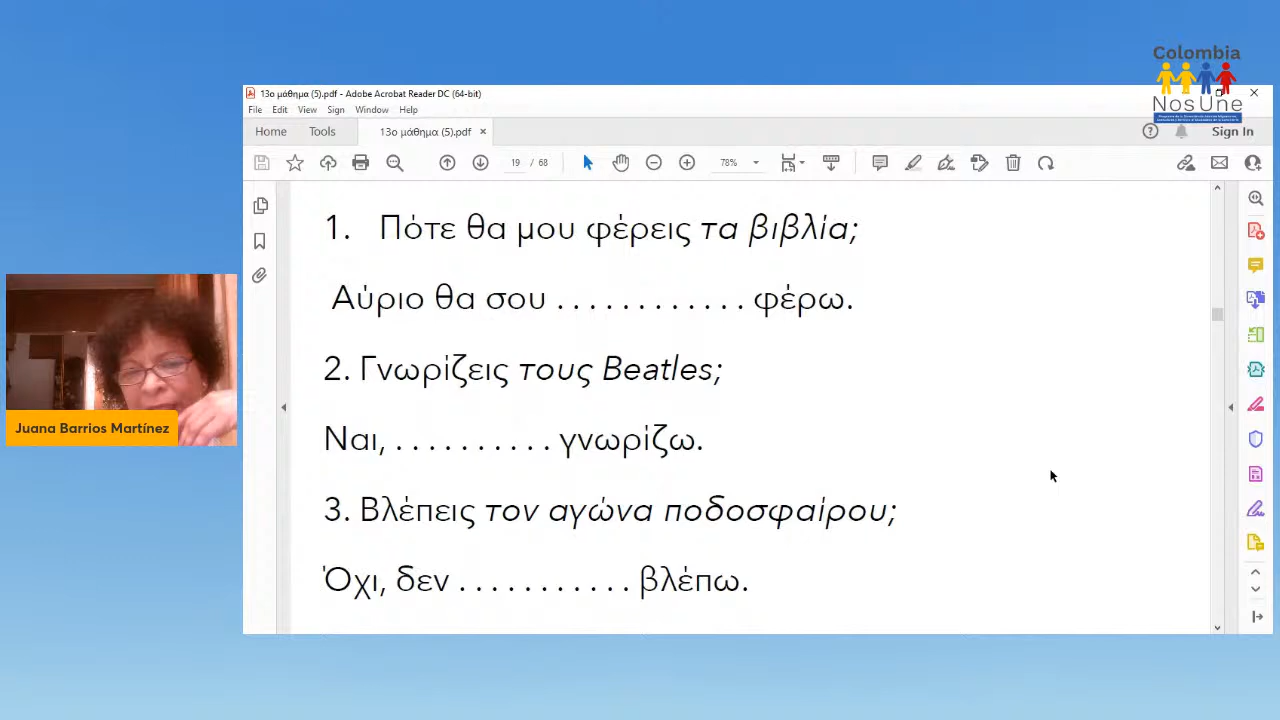 Colombia
NosUne
13ο μάθημα (5).pdf - Adobe Acrobat Reader DC (64-bit)
File Edit View Sign Window Help
Home Tools 13ο μάθημα (5).pdf
Sign In
19 / 68
78%
1. Πότε θα μου φέρεις τα βιβλία;
Αύριο θα σου . . . . . . . . . . . . φέρω.
2. Γνωρίζεις τους Beatles;
Ναι, . . . . . . . . . . γνωρίζω.
3. Βλέπεις τον αγώνα ποδοσφαίρου;
Όχι, δεν . . . . . . . . . . . βλέπω.
Juana Barrios Martínez